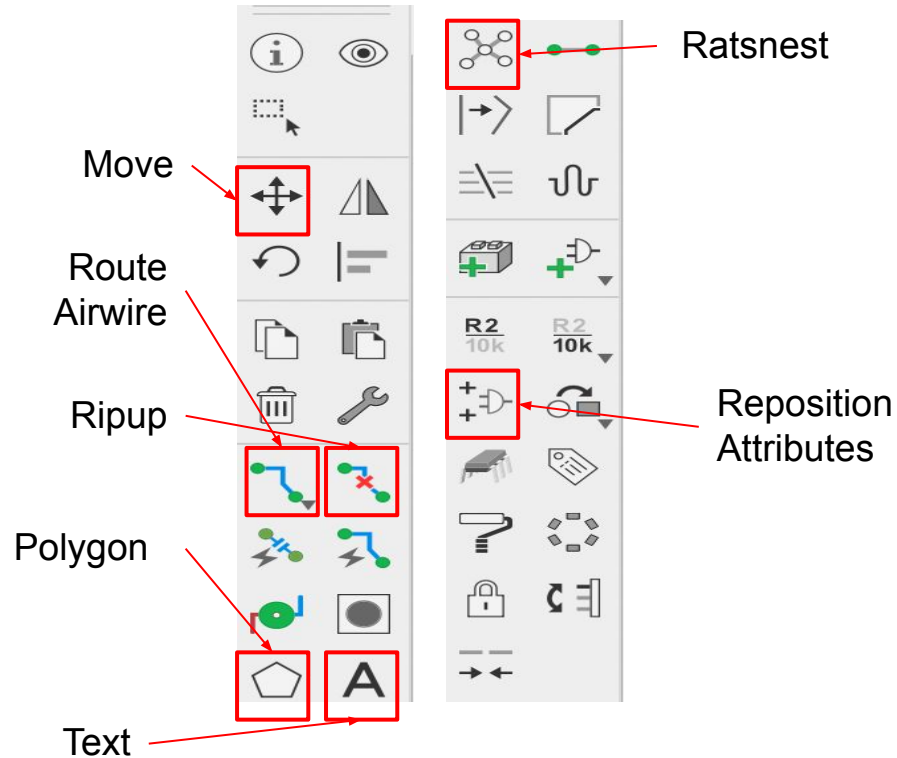 Move
Route
Airwire
Ripup
Polygon
Text
i
A
Ratsnest
R2
10k
R2
10k
Reposition
Attributes